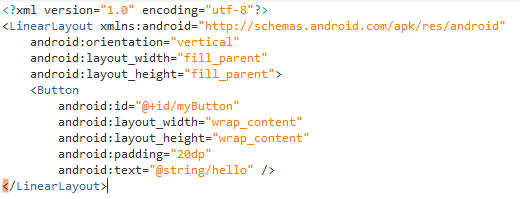 <?xml version="1.0" encoding="utf-8"?>
<LinearLayout xmlns:android="http://schemas.android.com/apk/res/android"
    android:orientation="vertical"
    android:layout_width="fill_parent"
    android:layout_height="fill_parent">
    <Button
        android:id="@+id/myButton"
        android:layout_width="wrap_content"
        android:layout_height="wrap_content"
        android:padding="20dp"
        android:text="@string/hello" />
</LinearLayout>